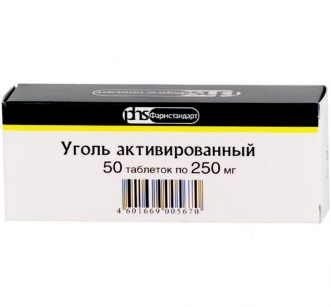 phs Фармстандарт
Уголь активированный
50 таблеток по 250 мг
4 601669 005670